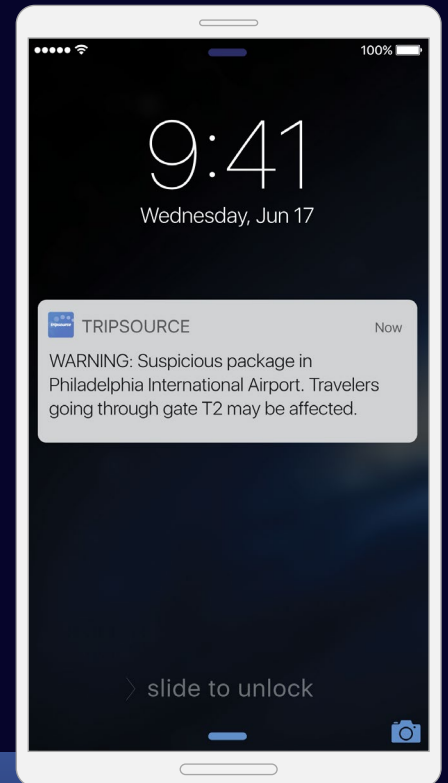 100%
9:41
Wednesday, Jun 17
tripsource
TRIPSOURCE
Now
WARNING: Suspicious package in
Philadelphia International Airport. Travelers
going through gate T2 may be affected.
slide to unlock